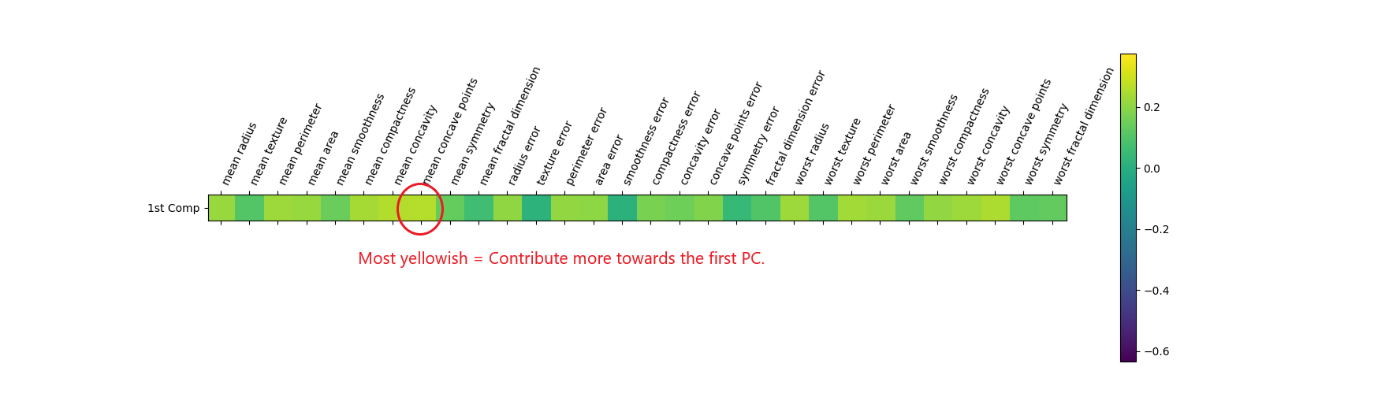 mean radius
mean texture
mean perimeter
mean area
mean smoothness
mean compactness
mean concavity
mean concave points
mean symmetry
mean fractal dimension
radius error
texture error
perimeter error
area error
smoothness error
compactness error
concavity error
concave points error
symmetry error
fractal dimension error
worst radius
worst texture
worst perimeter
worst area
worst smoothness
worst compactness
worst concavity
worst concave points
worst symmetry
worst fractal dimension
1st Comp
Most yellowish = Contribute more towards the first PC.
0.2
0.0
−0.2
−0.4
−0.6